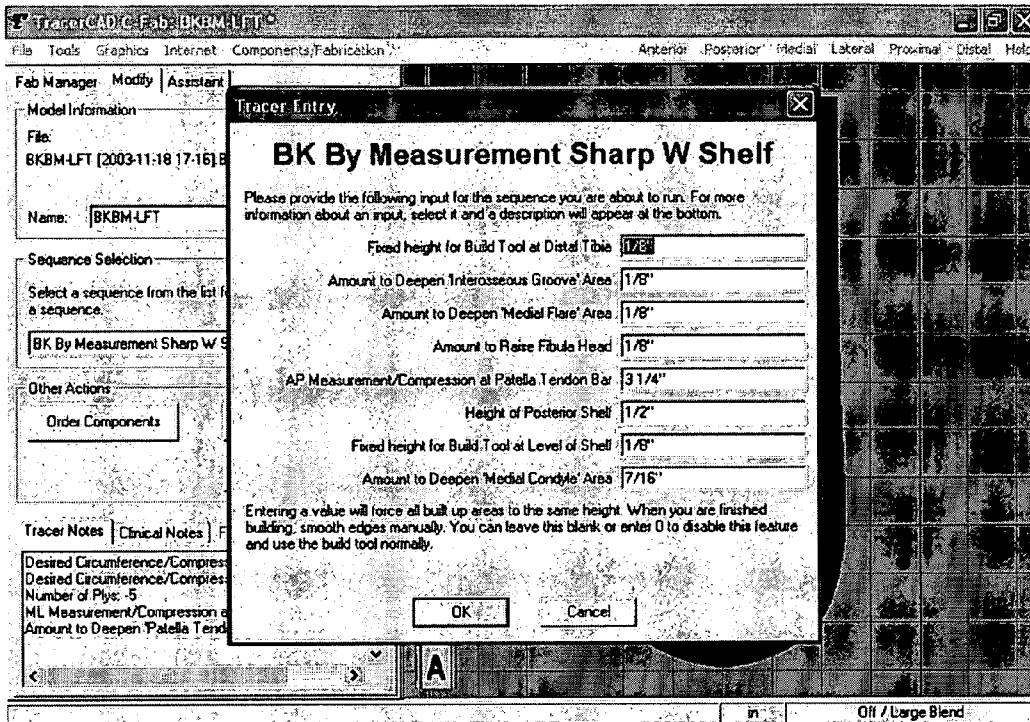 TracerCAD C-Fab: BKBM-LFT
File Tools Graphics Internet Components/Fabrication Anterior Posterior Medial Lateral Proximal Distal Help
Fab Manager Modify Assistant
Tracer Entry
Model Information
File:
BKBM-LFT [2003-11-18 17-16].B
Name: BKBM-LFT
Sequence Selection
Select a sequence from the list
a sequence.
BK By Measurement Sharp W S
Other Actions
Order Components
Tracer Notes Clinical Notes F
Desired Circumference/Compress
Desired Circumference/Compress
Number of Plys: -5
ML Measurement/Compression a
Amount to Deepen 'Patella Tend
BK By Measurement Sharp W Shelf
Please provide the following input for the sequence you are about to run. For more
information about an input, select it and a description will appear at the bottom.
Fixed height for Build Tool at Distal Tibia 1/8"
Amount to Deepen 'Interosseous Groove' Area 1/8"
Amount to Deepen 'Medial Flare' Area 1/8"
Amount to Raise Fibula Head 1/8"
AP Measurement/Compression at Patella Tendon Bar 3 1/4"
Height of Posterior Shelf 1/2"
Fixed height for Build Tool at Level of Shelf 1/8"
Amount to Deepen 'Medial Condyle' Area 7/16"
Entering a value will force all built up areas to the same height. When you are finished
building, smooth edges manually. You can leave this blank or enter 0 to disable this feature
and use the build tool normally.
OK Cancel
A
in Off / Large Blend